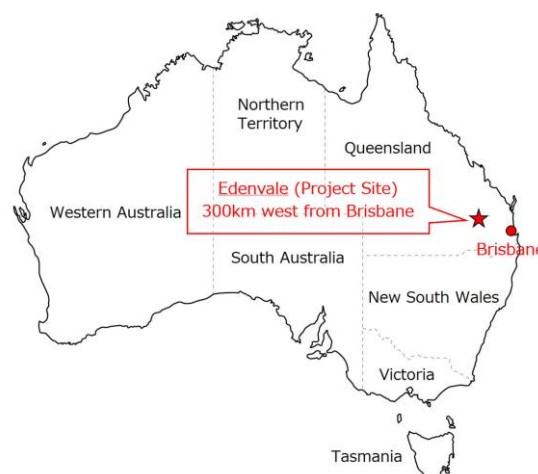 Northern
Territory
Queensland
Edenvale (Project Site)
300km west from Brisbane
Western Australia
Brisbane
South Australia
New South Wales
Victoria
Tasmania